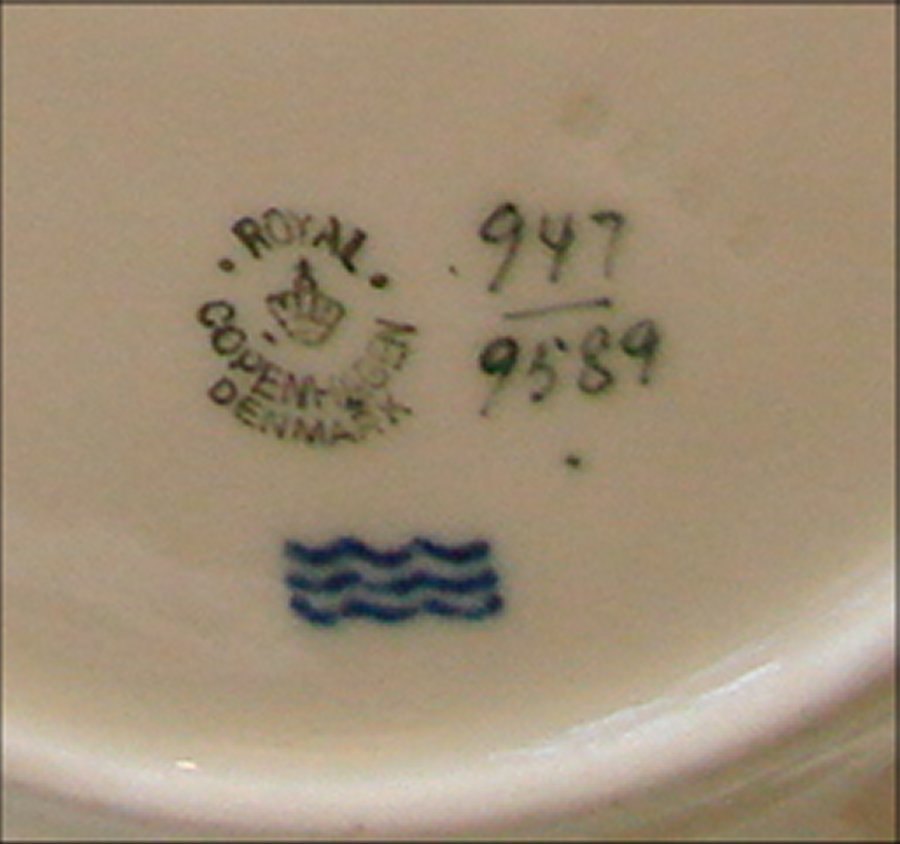 ROYAL
COPENHAGEN
DENMARK
947
9589